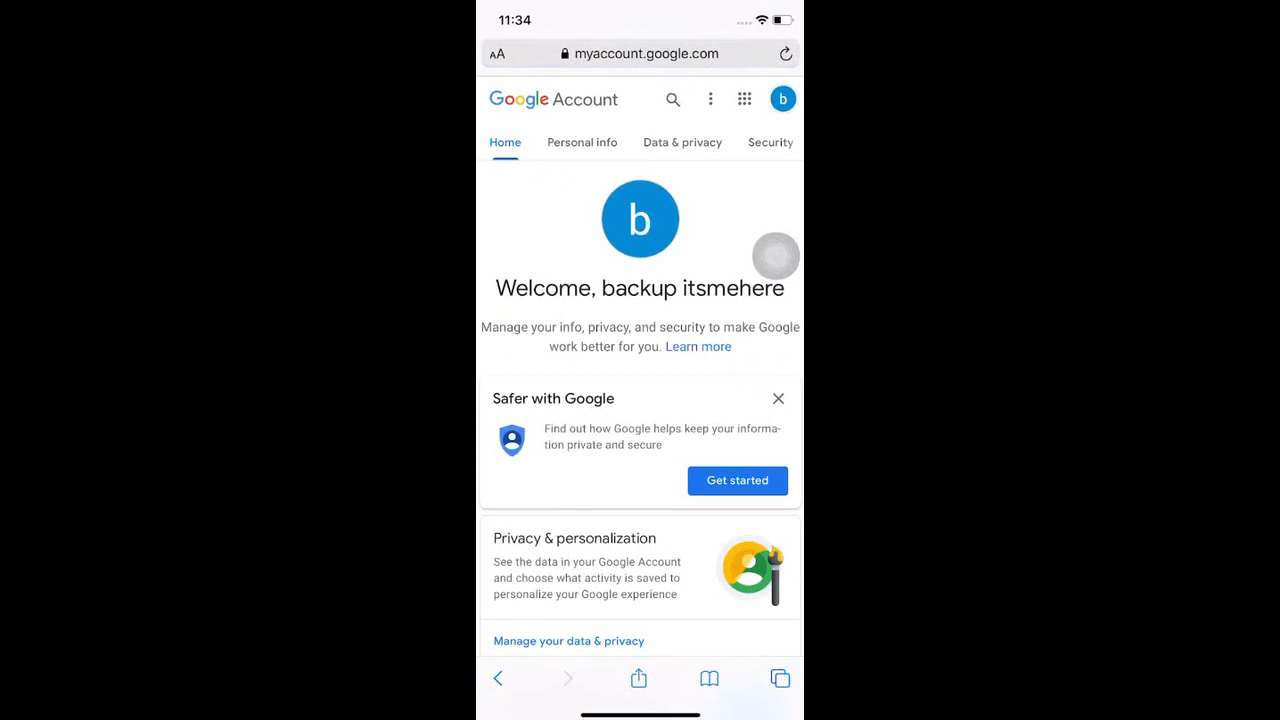 11:34
AA myaccount.google.com
Google Account
b
Home Personal info Data & privacy Security
b
Welcome, backup itsmehere
Manage your info, privacy, and security to make Google
work better for you. Learn more
Safer with Google
Find out how Google helps keep your informa-
tion private and secure
Get started
Privacy & personalization
See the data in your Google Account
and choose what activity is saved to
personalize your Google experience
Manage your data & privacy